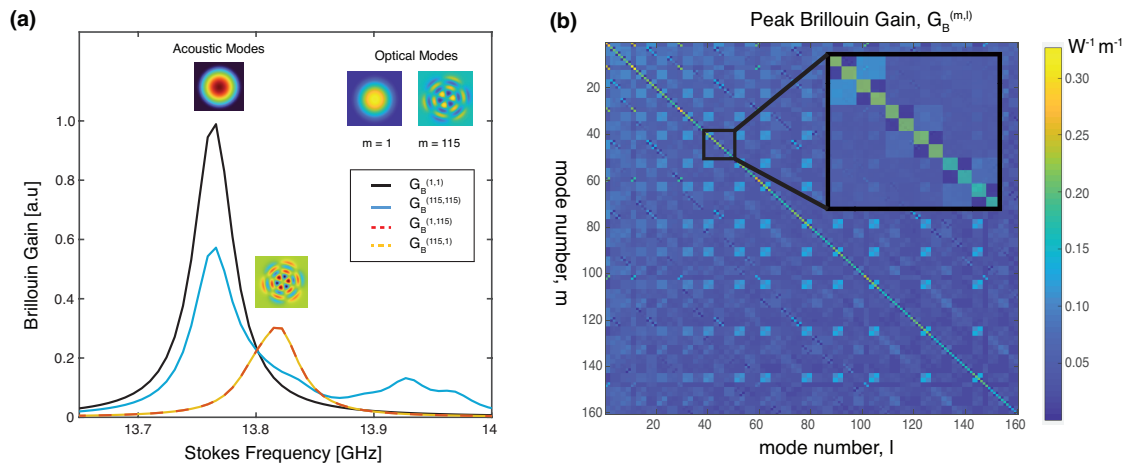 (a)
Acoustic Modes
Optical Modes
m = 1
m = 115
G_B^(1,1)
G_B^(115,115)
G_B^(1,115)
G_B^(115,1)
Brillouin Gain [a.u]
1.0
0.8
0.6
0.4
0.2
0
13.7
13.8
13.9
14
Stokes Frequency [GHz]
(b)
Peak Brillouin Gain, G_B^(m,l)
W⁻¹ m⁻¹
0.30
0.25
0.20
0.15
0.10
0.05
mode number, m
20
40
60
80
100
120
140
160
20
40
60
80
100
120
140
160
mode number, l